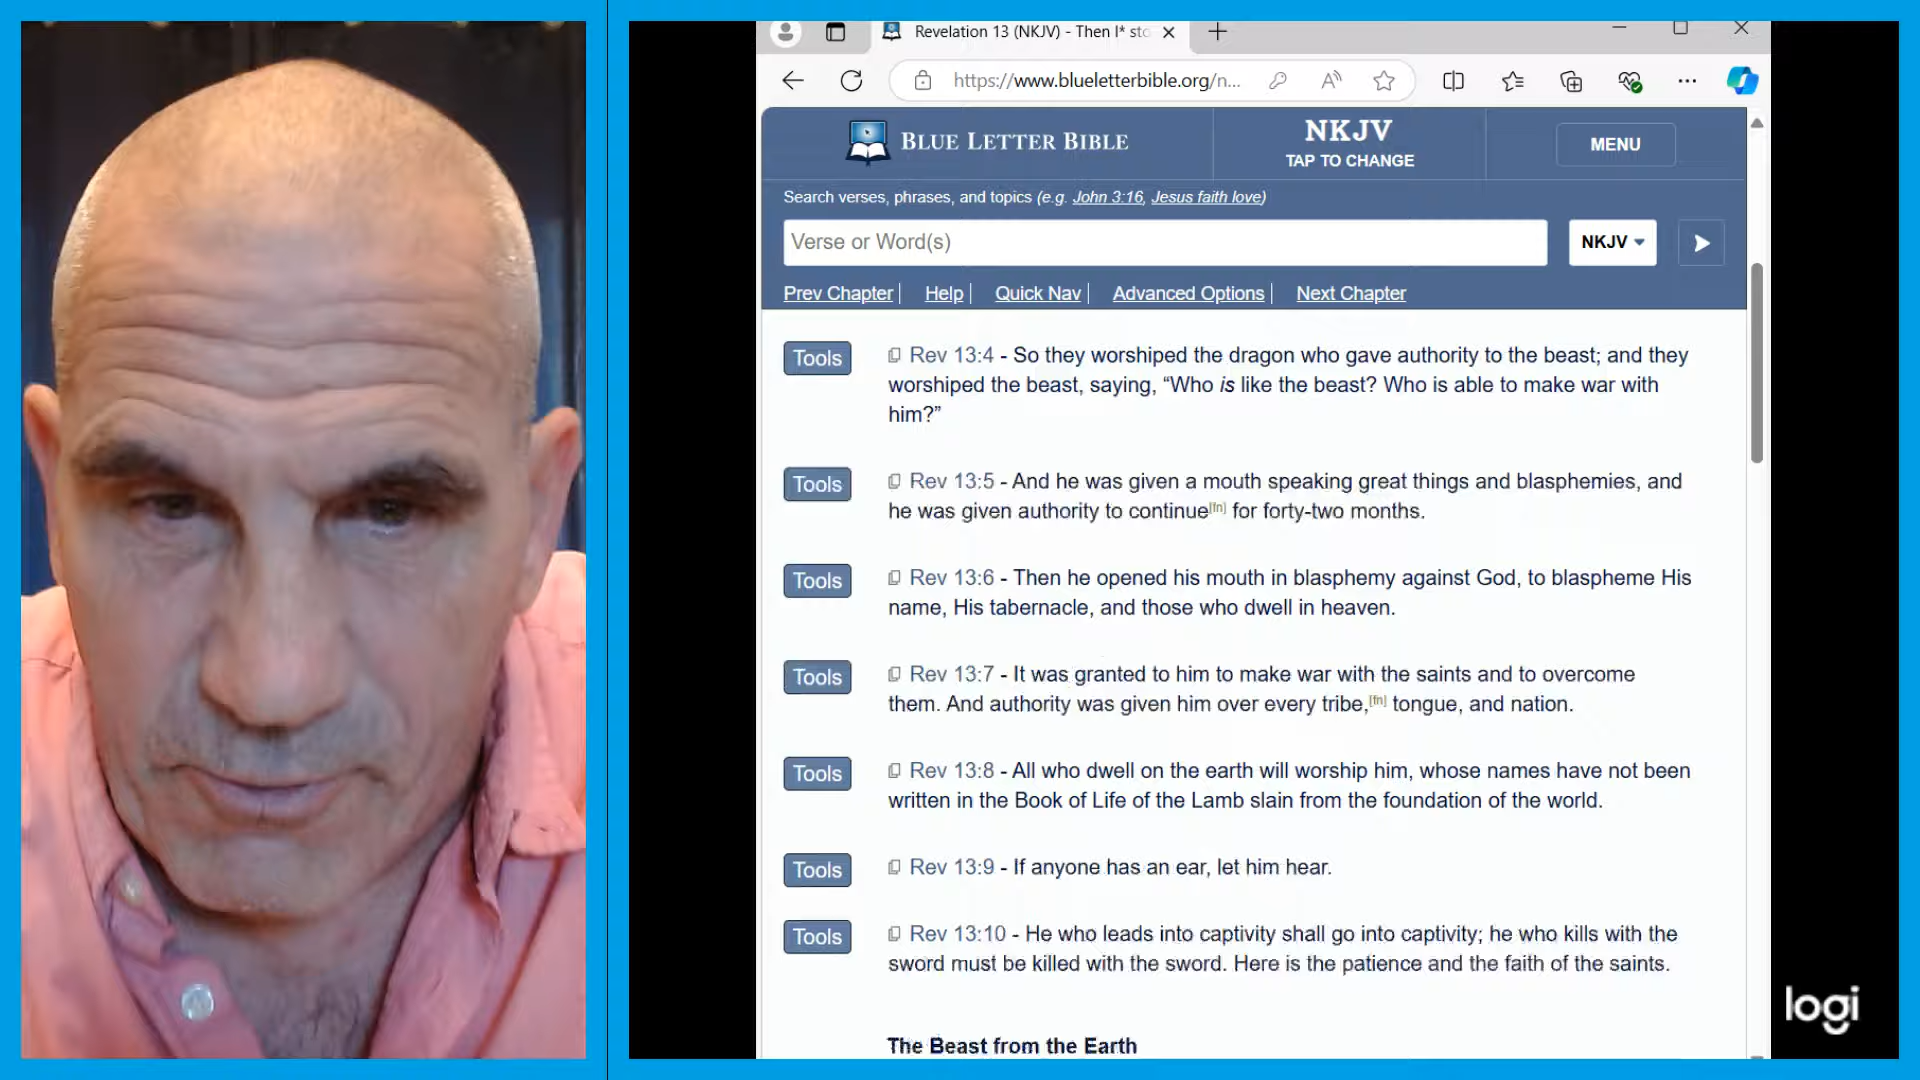 Revelation 13 (NKJV) - Then I* sto
https://www.blueletterbible.org/n...
BLUE LETTER BIBLE
NKJV
TAP TO CHANGE
MENU
Search verses, phrases, and topics (e.g. John 3:16, Jesus faith love)
Verse or Word(s)
NKJV
Prev Chapter | Help | Quick Nav | Advanced Options | Next Chapter
Tools
Rev 13:4 - So they worshiped the dragon who gave authority to the beast; and they
worshiped the beast, saying, “Who is like the beast? Who is able to make war with
him?”
Tools
Rev 13:5 - And he was given a mouth speaking great things and blasphemies, and
he was given authority to continue[fn] for forty-two months.
Tools
Rev 13:6 - Then he opened his mouth in blasphemy against God, to blaspheme His
name, His tabernacle, and those who dwell in heaven.
Tools
Rev 13:7 - It was granted to him to make war with the saints and to overcome
them. And authority was given him over every tribe,[fn] tongue, and nation.
Tools
Rev 13:8 - All who dwell on the earth will worship him, whose names have not been
written in the Book of Life of the Lamb slain from the foundation of the world.
Tools
Rev 13:9 - If anyone has an ear, let him hear.
Tools
Rev 13:10 - He who leads into captivity shall go into captivity; he who kills with the
sword must be killed with the sword. Here is the patience and the faith of the saints.
The Beast from the Earth
logi